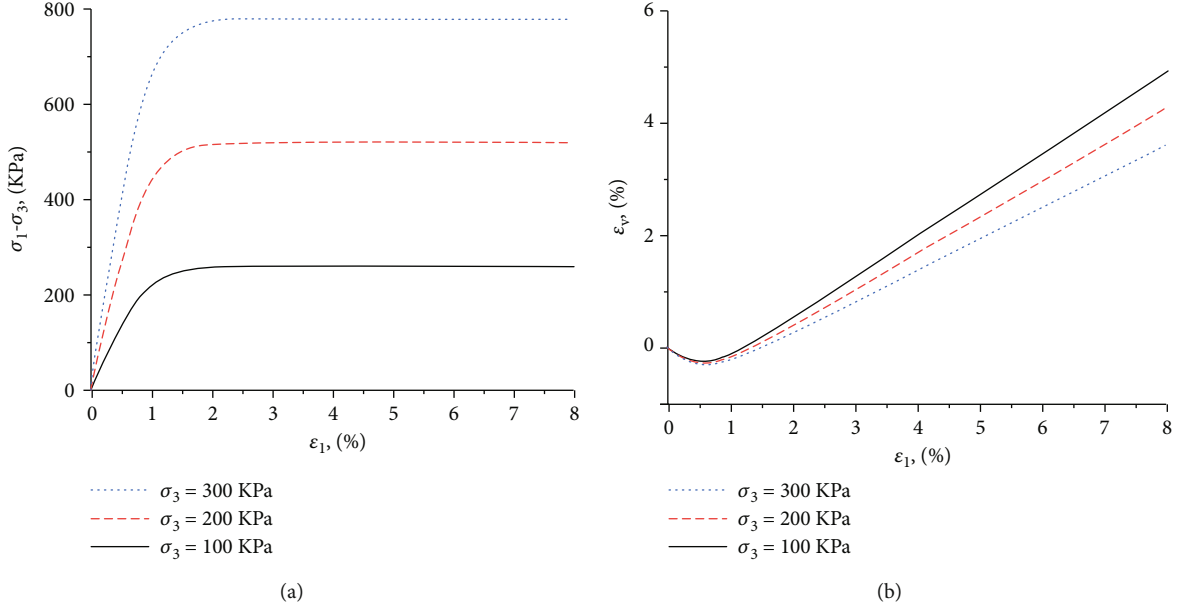 800
600
400
200
0
σ1-σ3, (KPa)
0 1 2 3 4 5 6 7 8
ε1, (%)
σ3 = 300 KPa
σ3 = 200 KPa
σ3 = 100 KPa
(a)
6
4
2
0
εv, (%)
0 1 2 3 4 5 6 7 8
ε1, (%)
σ3 = 300 KPa
σ3 = 200 KPa
σ3 = 100 KPa
(b)